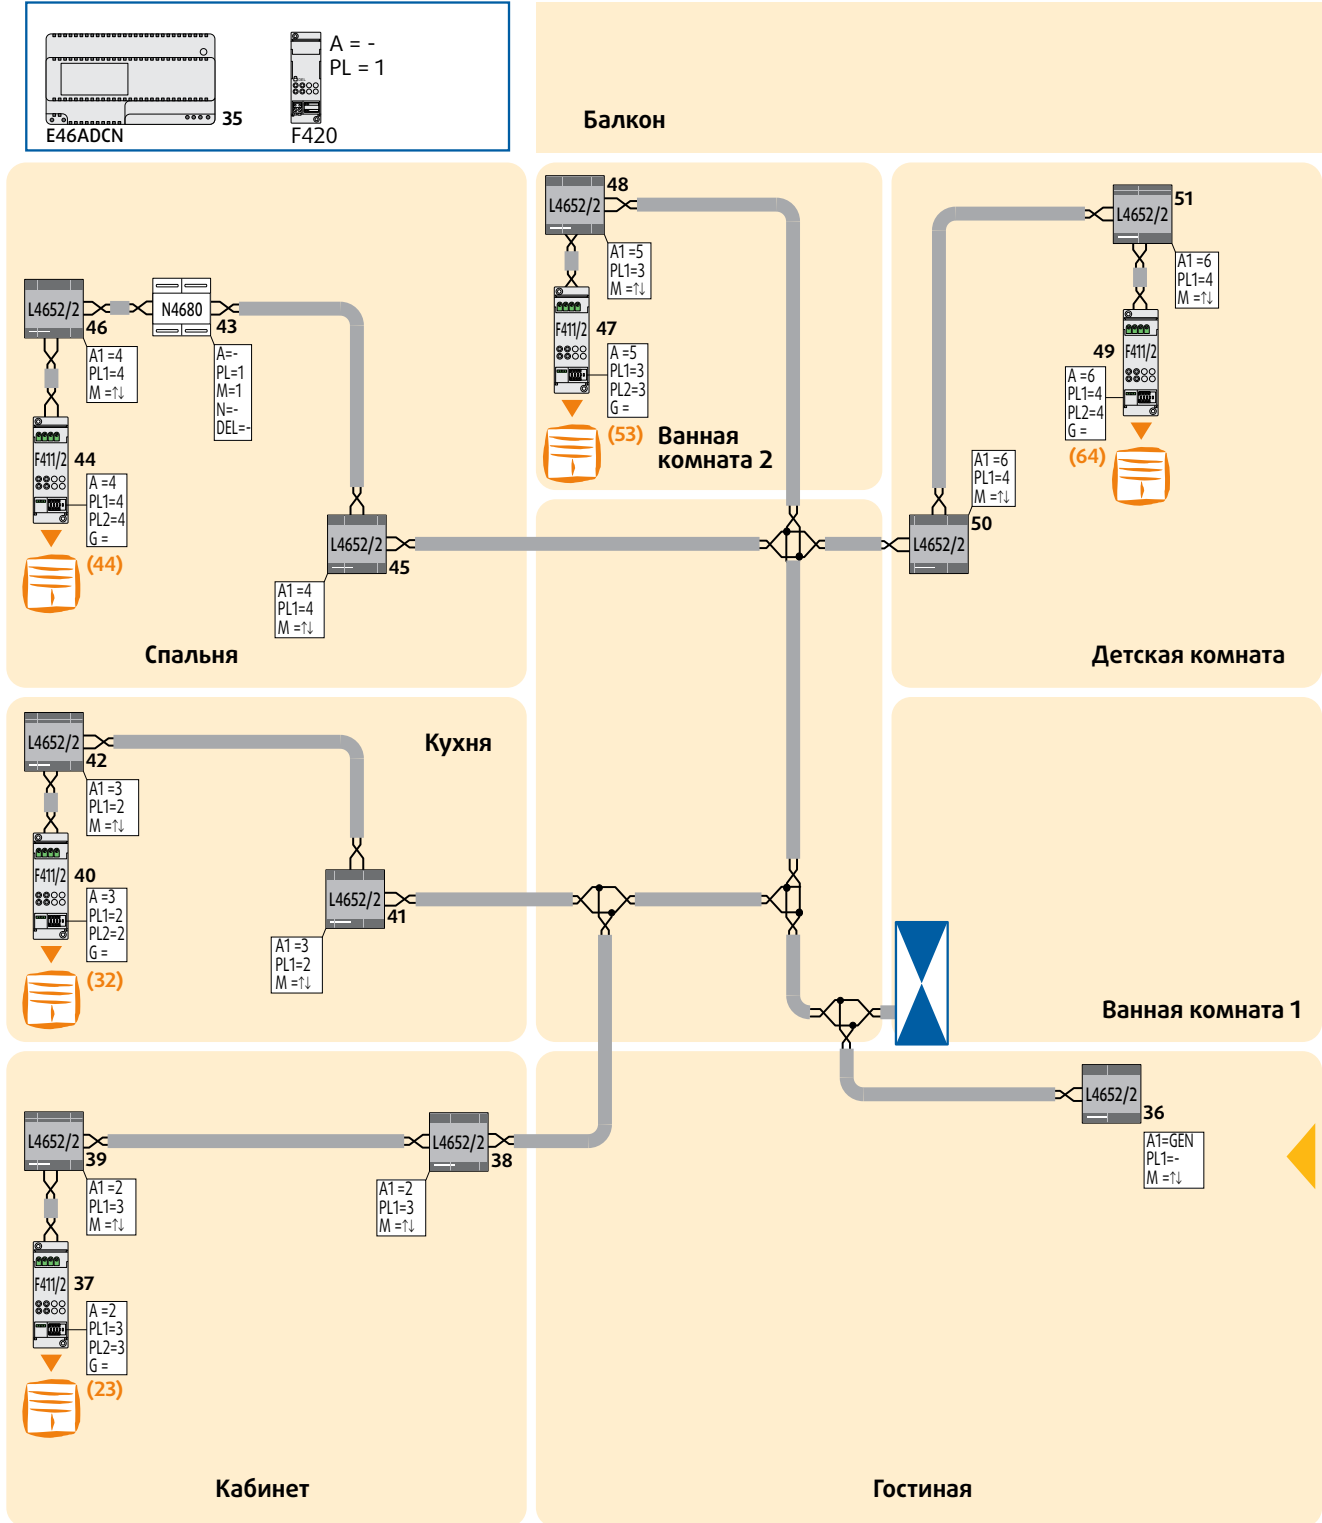 A = -
PL = 1
35
E46ADCN
F420
Балкон
48
L4652/2
A1 =5
PL1=3
M =↑↓
F411/2
47
A =5
PL1=3
PL2=3
G =
(53)
Ванная
комната 2
51
L4652/2
A1 =6
PL1=4
M =↑↓
49
F411/2
A =6
PL1=4
PL2=4
G =
(64)
A1 =6
PL1=4
M =↑↓
50
L4652/2
Детская комната
L4652/2
46
N4680
43
A1 =4
PL1=4
M =↑↓
A=-
PL=1
M=1
N=-
DEL=-
F411/2
44
A =4
PL1=4
PL2=4
G =
(44)
L4652/2
45
A1 =4
PL1=4
M =↑↓
Спальня
L4652/2
42
Кухня
A1 =3
PL1=2
M =↑↓
F411/2
40
A =3
PL1=2
PL2=2
G =
(32)
L4652/2
41
A1 =3
PL1=2
M =↑↓
Ванная комната 1
L4652/2
39
A1 =2
PL1=3
M =↑↓
L4652/2
38
A1 =2
PL1=3
M =↑↓
F411/2
37
A =2
PL1=3
PL2=3
G =
(23)
Кабинет
L4652/2
36
A1=GEN
PL1=-
M =↑↓
Гостиная